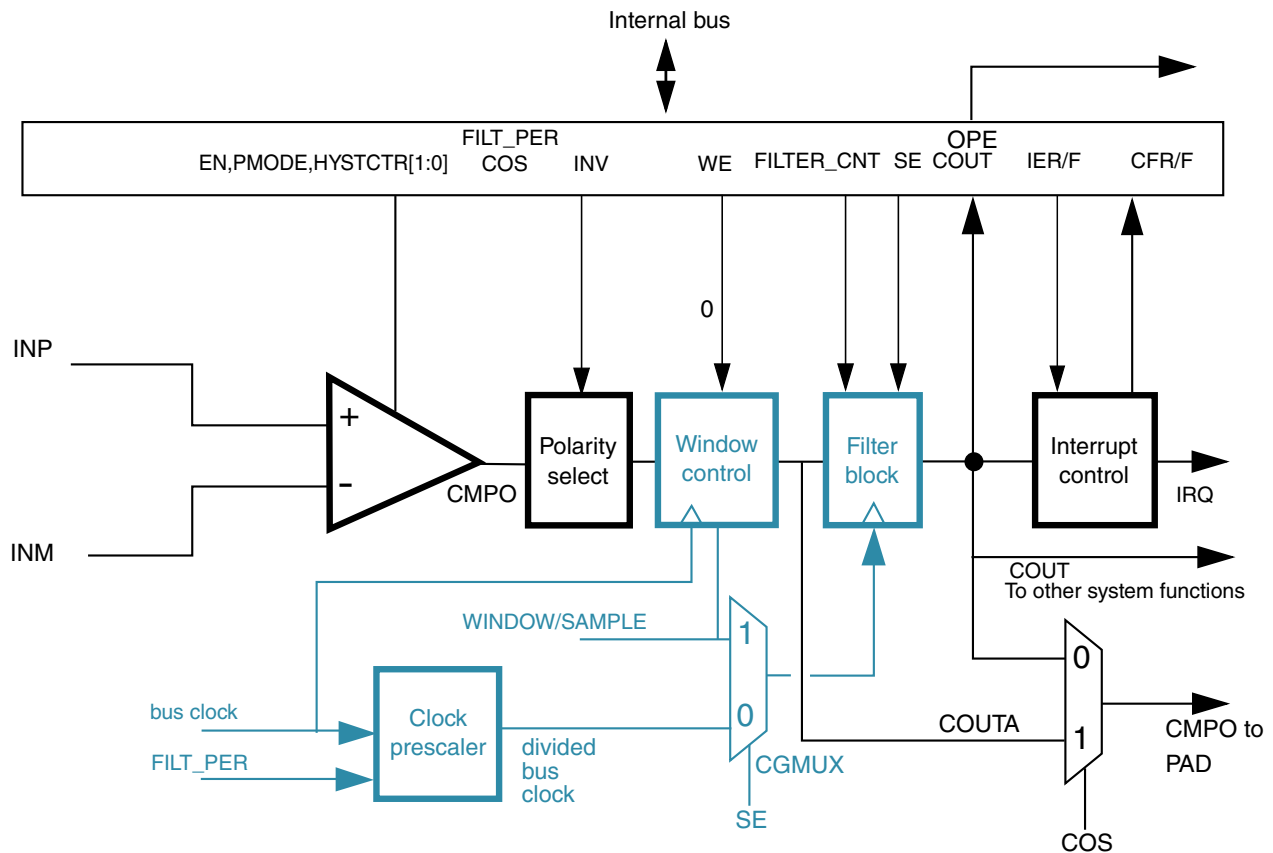 Internal bus
FILT_PER
OPE
EN,PMODE,HYSTCTR[1:0]
COS
INV
WE
FILTER_CNT
SE
COUT
IER/F
CFR/F
0
INP
+
-
INM
CMPO
Polarity
select
Window
control
Filter
block
Interrupt
control
IRQ
COUT
To other system functions
WINDOW/SAMPLE
1
0
bus clock
FILT_PER
Clock
prescaler
divided
bus
clock
CGMUX
SE
0
1
COUTA
CMPO to
PAD
COS